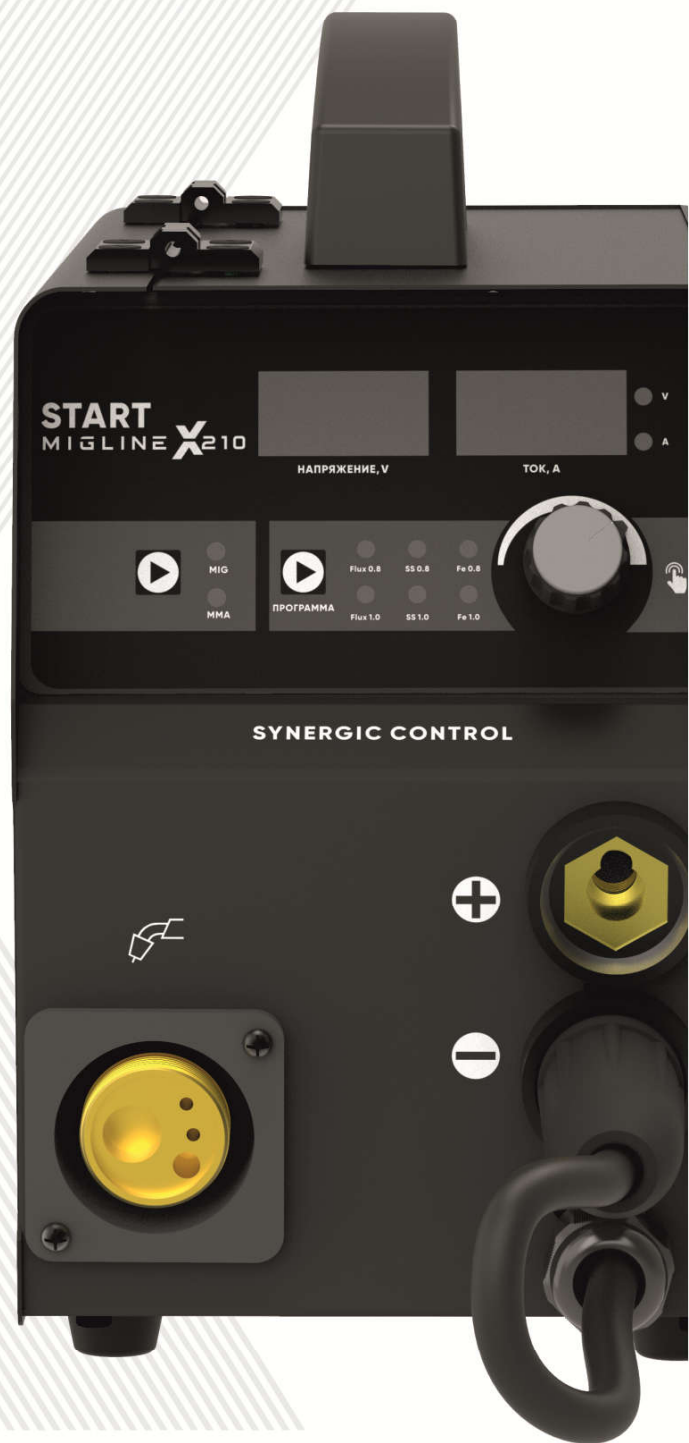 START
MIGLINE X210
НАПРЯЖЕНИЕ, V
ТОК, A
V
A
MIG
MMA
ПРОГРАММА
Flux 0.8 SS 0.8 Fe 0.8
Flux 1.0 SS 1.0 Fe 1.0
SYNERGIC CONTROL